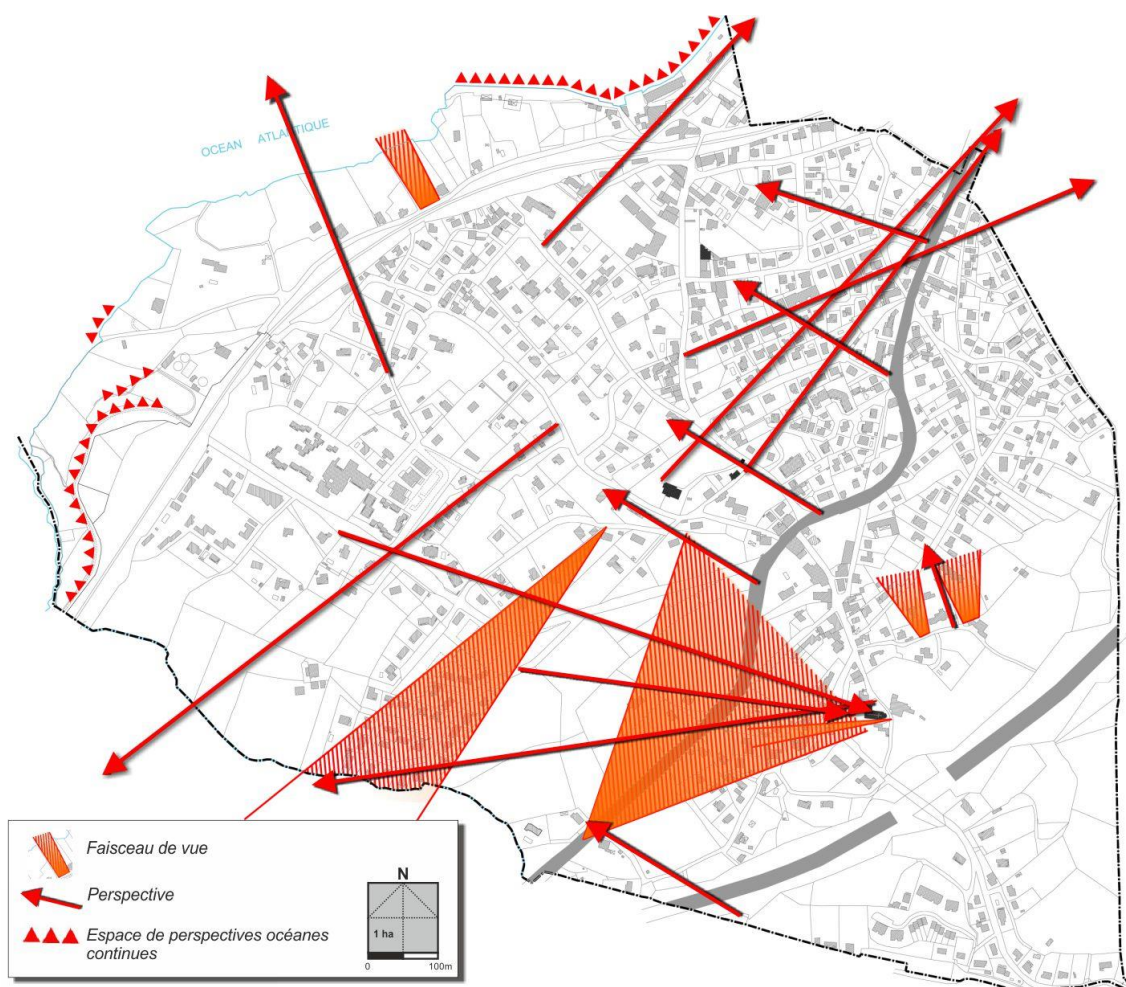 OCEAN ATLANTIQUE
Faisceau de vue
Perspective
Espace de perspectives océanes
continues
N
1 ha
0 100m